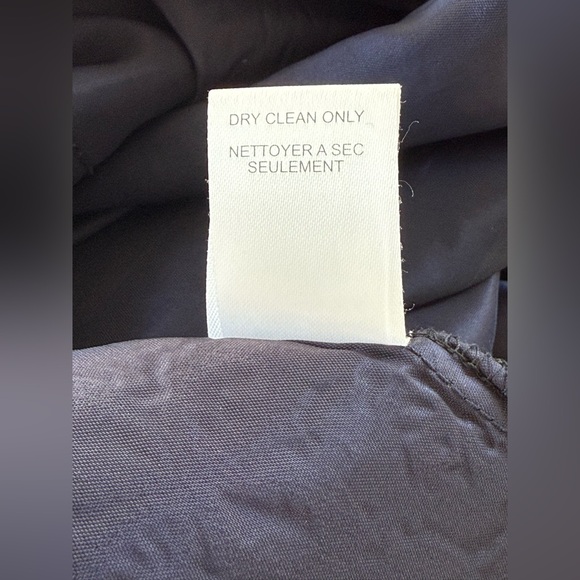 DRY CLEAN ONLY
NETTOYER A SEC
SEULEMENT